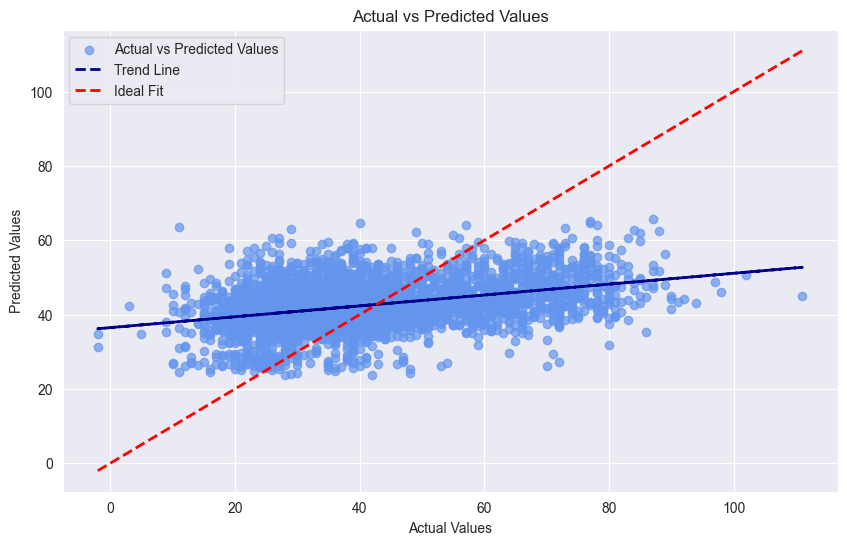 Actual vs Predicted Values
Actual vs Predicted Values
Trend Line
Ideal Fit
Predicted Values
100
80
60
40
20
0
0 20 40 60 80 100
Actual Values